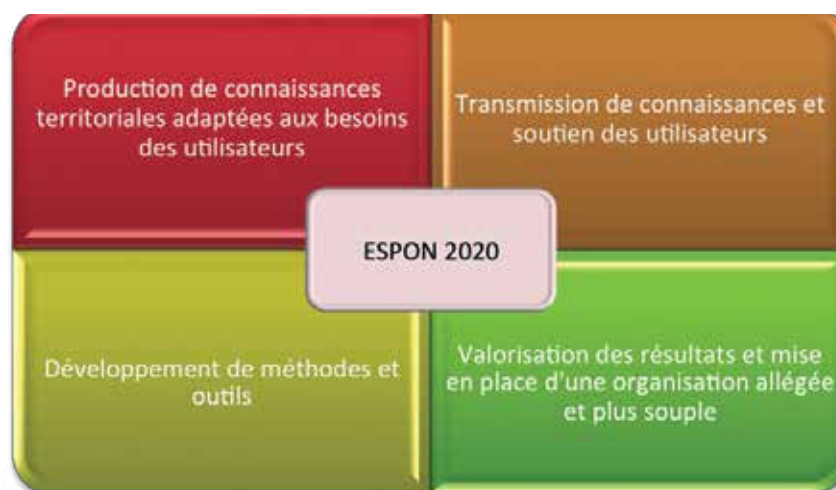 Production de connaissances
territoriales adaptées aux besoins
des utilisateurs
Transmission de connaissances et
soutien des utilisateurs
ESPON 2020
Développement de méthodes et
outils
Valorisation des résultats et mise
en place d'une organisation allégée
et plus souple